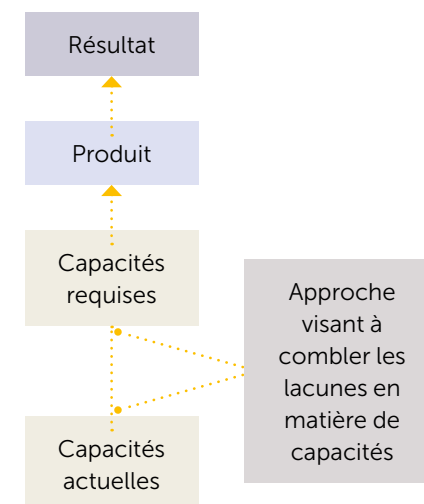 Résultat
Produit
Capacités
requises
Approche
visant à
combler les
lacunes en
matière de
capacités
Capacités
actuelles